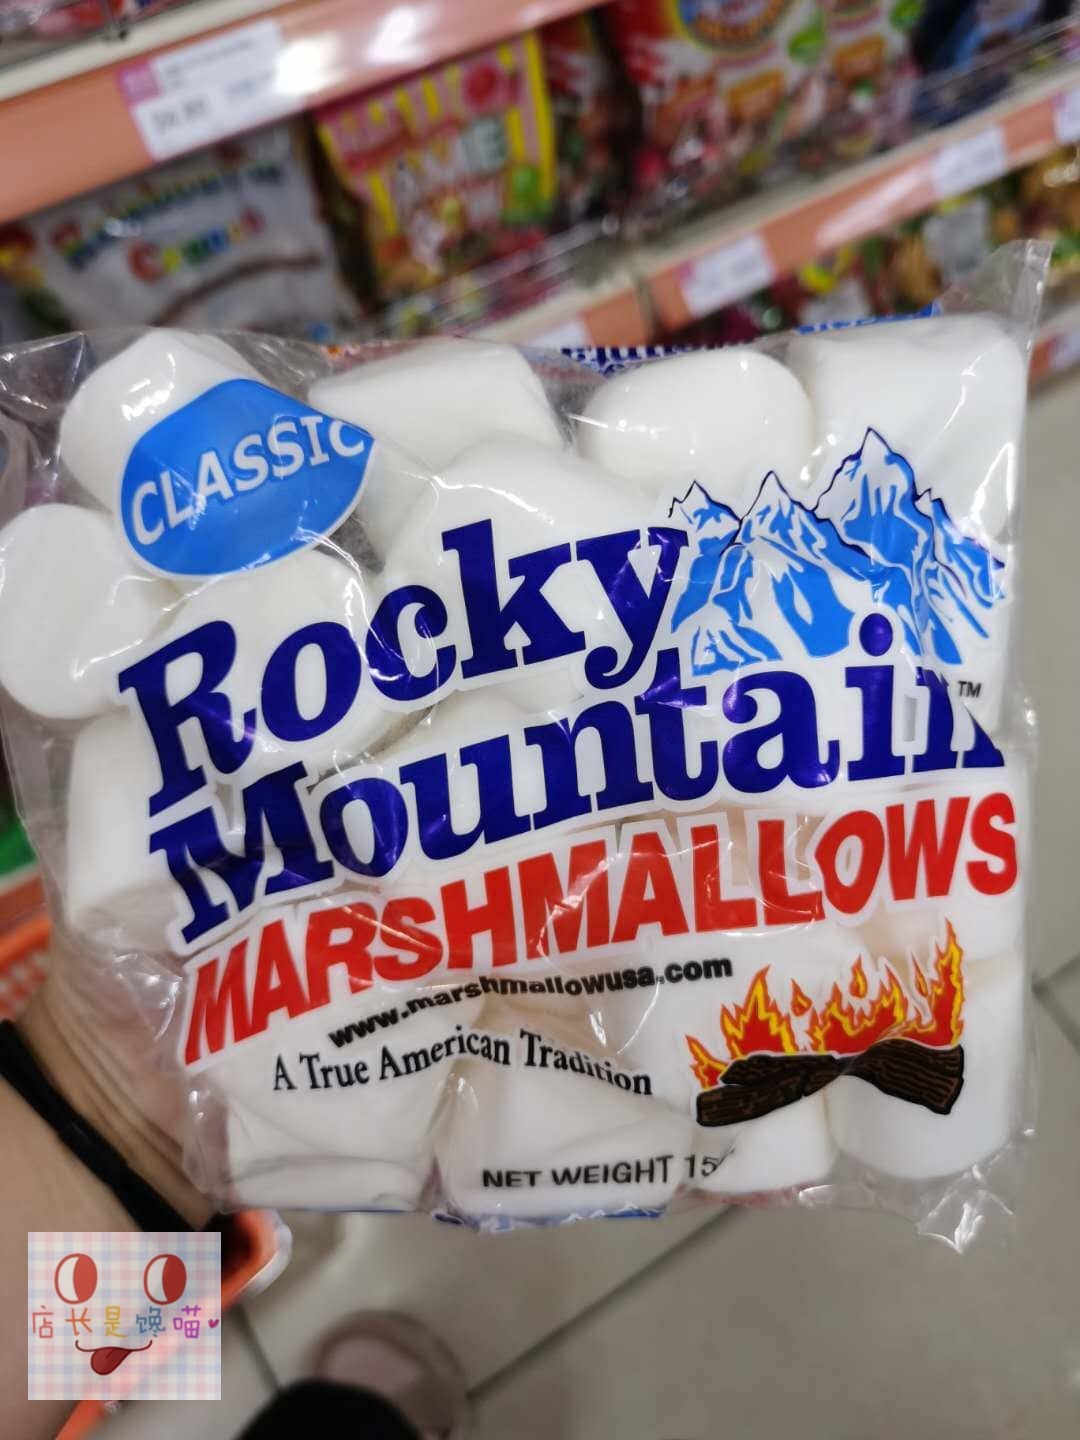 CLASSIC
Rocky
Mountain™
MARSHMALLOWS
www.marshmallowusa.com
A True American Tradition
NET WEIGHT 15
店长是馋喵